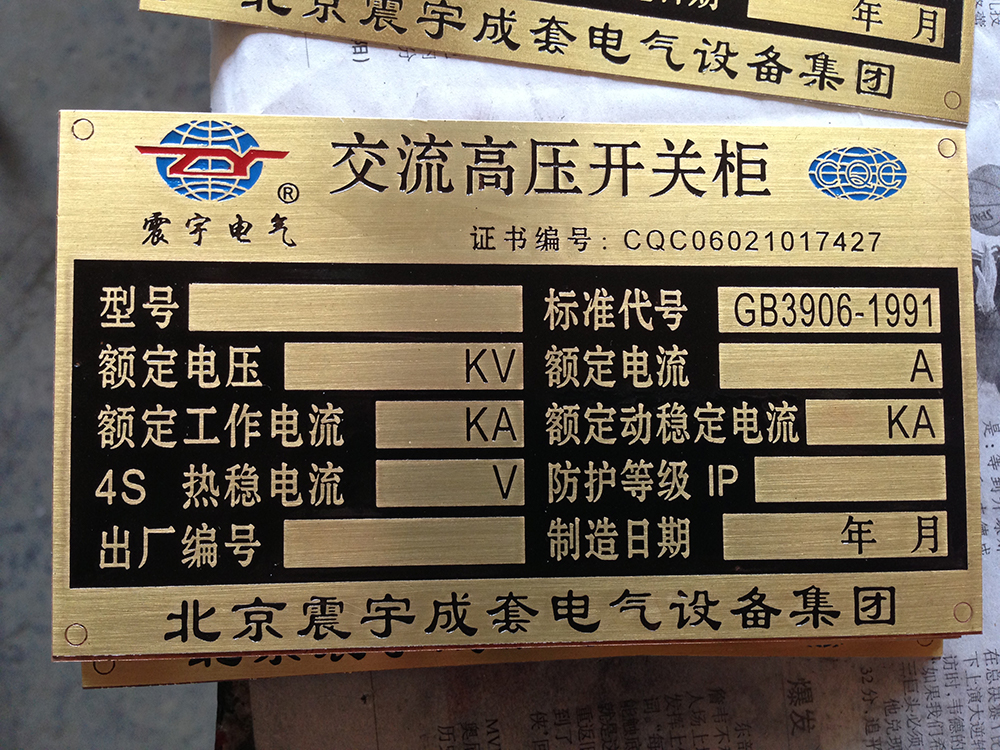 年 月
北京震宇成套电气设备集团
ZY
®
震宇电气
交流高压开关柜
CQC
证书编号: CQC06021017427
型号
标准代号 GB3906-1991
额定电压 KV
额定电流 A
额定工作电流 KA
额定动稳定电流 KA
4S 热稳电流 V
防护等级 IP
出厂编号
制造日期 年 月
北京震宇成套电气设备集团
爆发